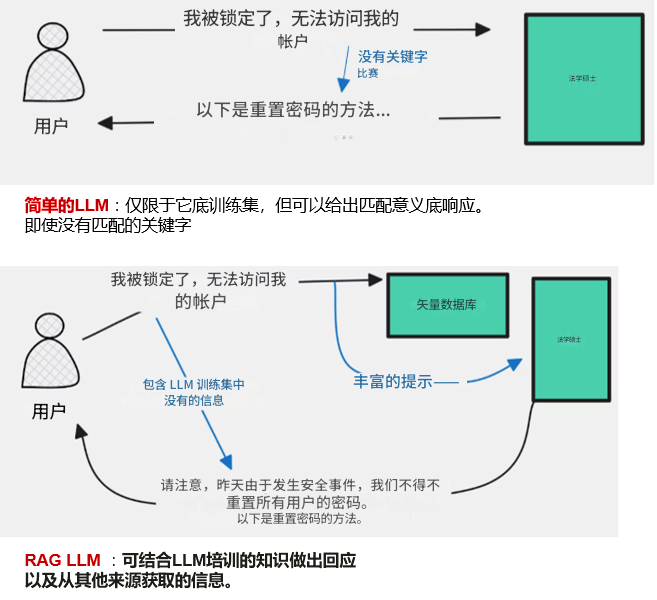 我被锁定了，无法访问我的
帐户
没有关键字
比赛
法学硕士
以下是重置密码的方法...
用户
简单的LLM：仅限于它底训练集，但可以给出匹配意义底响应。
即使没有匹配的关键字
我被锁定了，无法访问我
的帐户
矢量数据库
法学硕士
包含 LLM 训练集中
没有的信息
丰富的提示
用户
请注意，昨天由于发生安全事件，我们不得不
重置所有用户的密码。
以下是重置密码的方法。
RAG LLM ：可结合LLM培训的知识做出回应
以及从其他来源获取的信息。